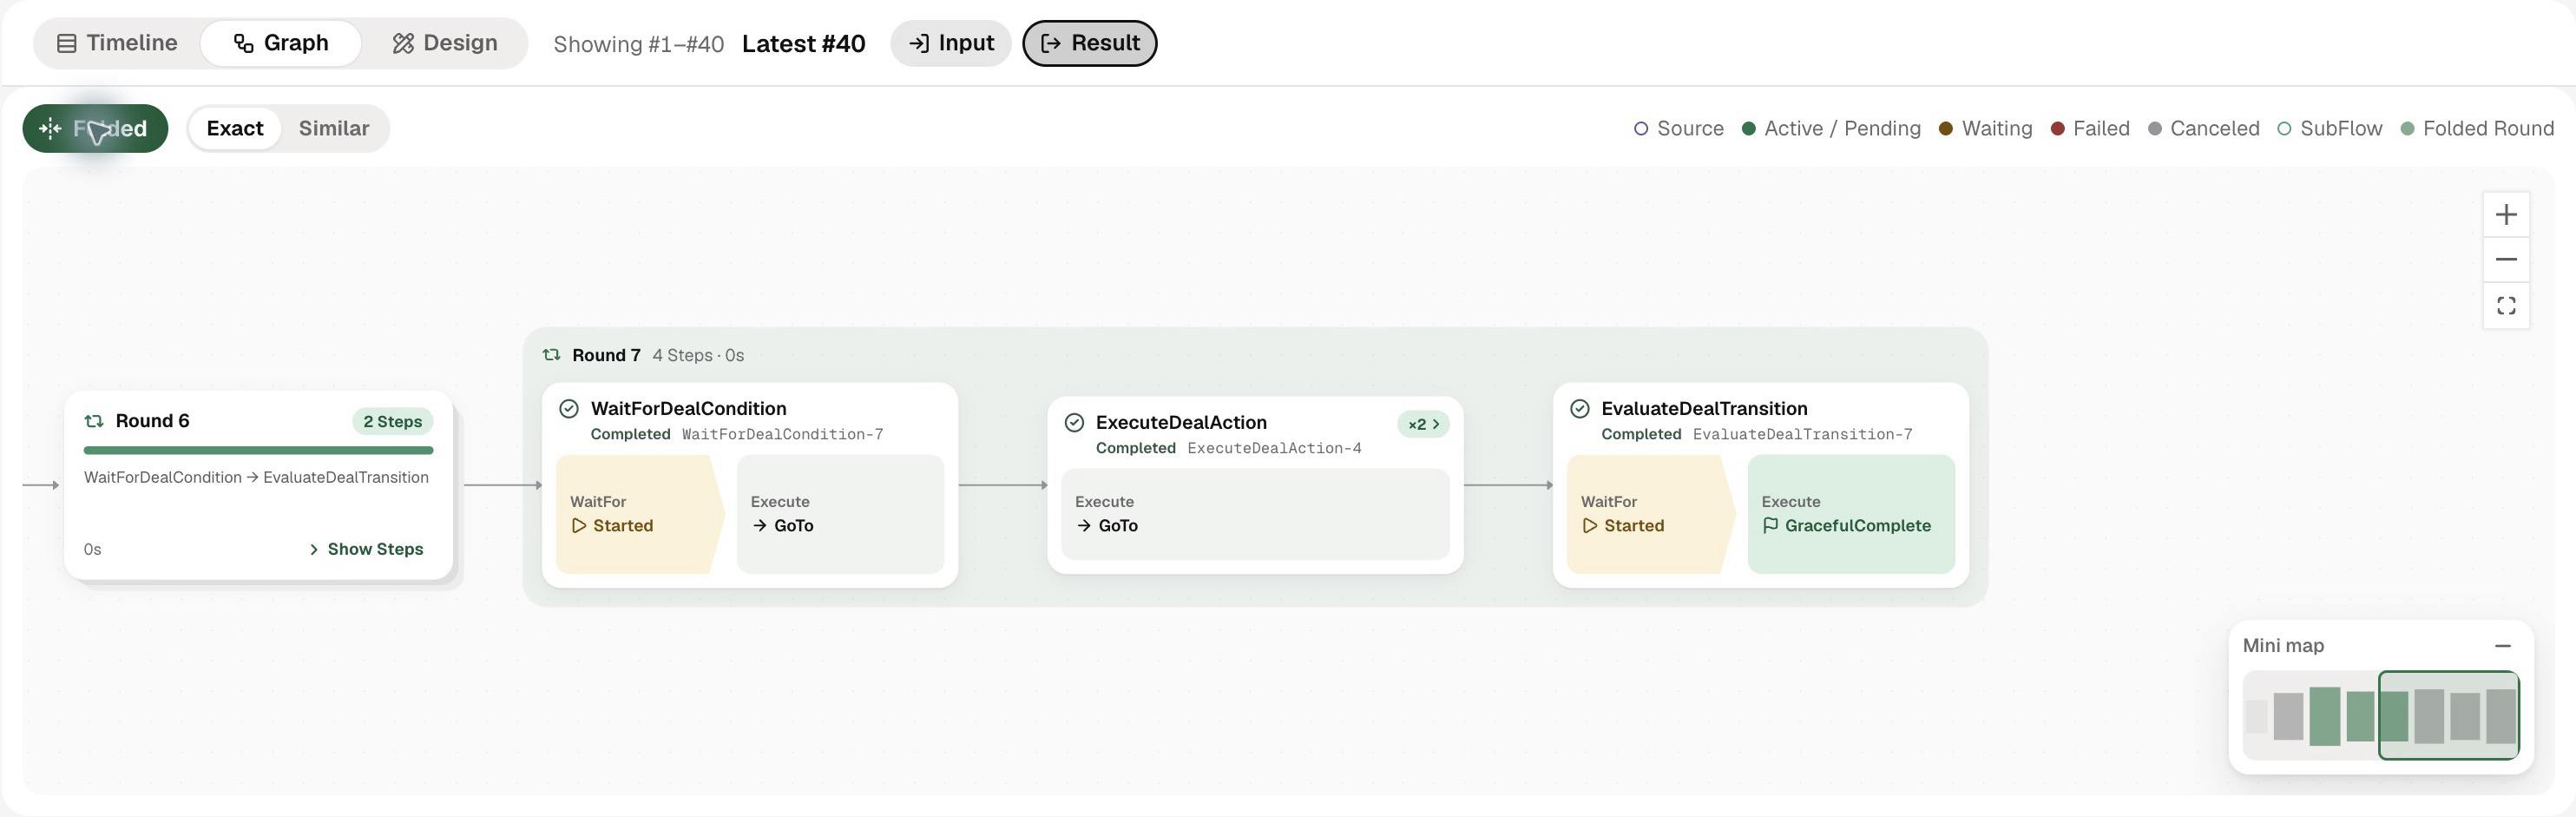 Timeline
Graph
Design
Showing #1–#40
Latest #40
Input
Result
Folded
Exact
Similar
Source
Active / Pending
Waiting
Failed
Canceled
SubFlow
Folded Round
Round 6
2 Steps
WaitForDealCondition → EvaluateDealTransition
0s
Show Steps
Round 7
4 Steps · 0s
WaitForDealCondition
Completed WaitForDealCondition-7
WaitFor
Started
Execute
→ GoTo
ExecuteDealAction
×2 >
Completed ExecuteDealAction-4
Execute
→ GoTo
EvaluateDealTransition
Completed EvaluateDealTransition-7
WaitFor
Started
Execute
GracefulComplete
Mini map